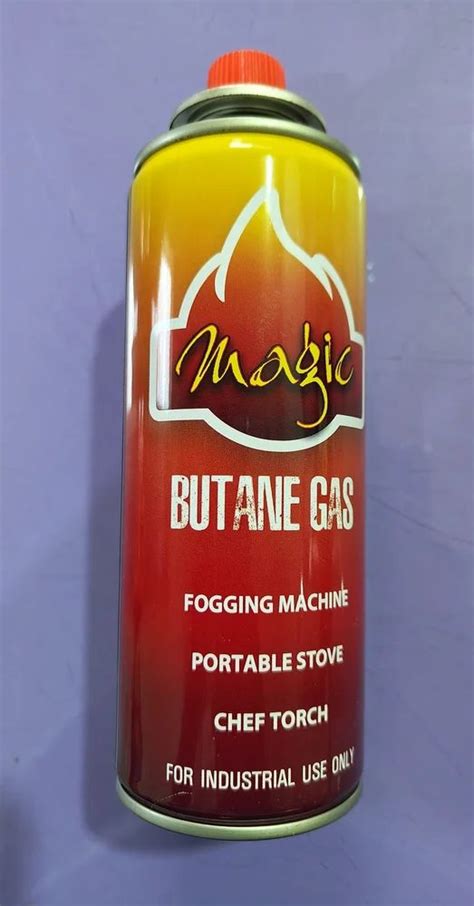 Magic
BUTANE GAS
FOGGING MACHINE
PORTABLE STOVE
CHEF TORCH
FOR INDUSTRIAL USE ONLY